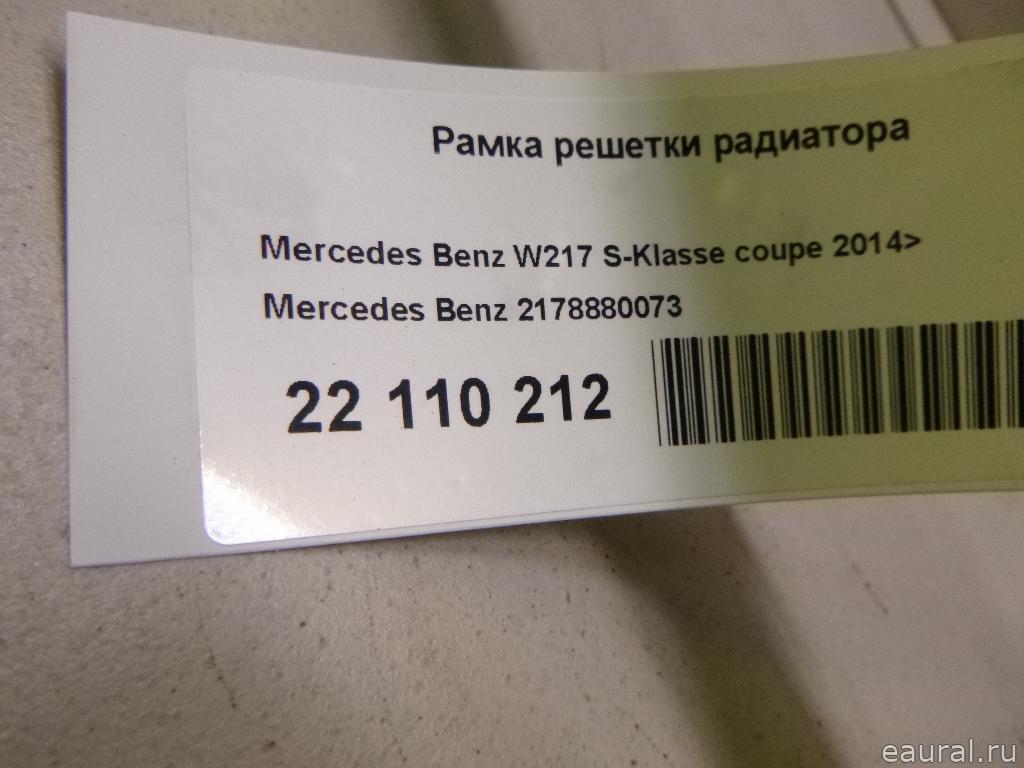 Рамка решетки радиатора
Mercedes Benz W217 S-Klasse coupe 2014>
Mercedes Benz 2178880073
22 110 212
eaural.ru